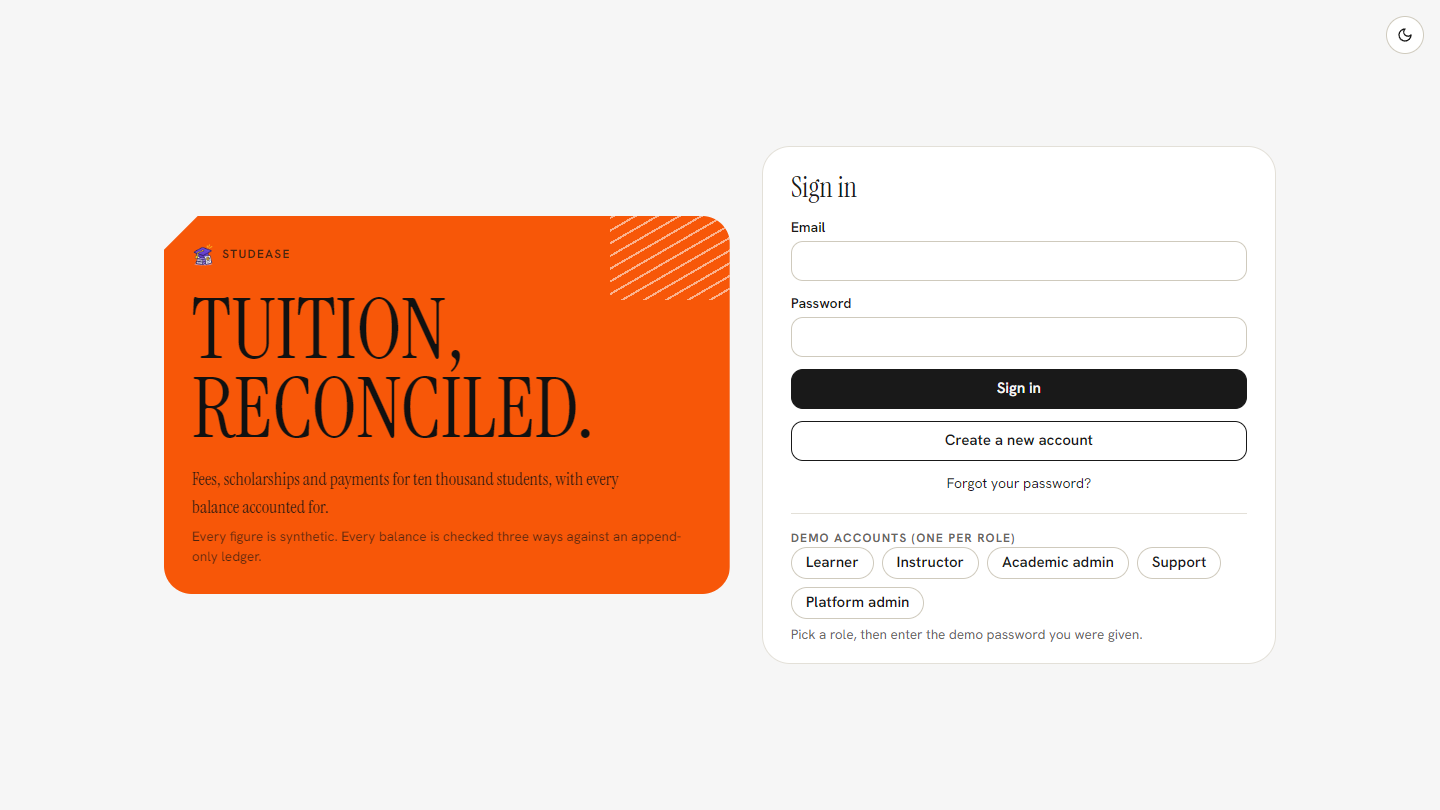 STUDEASE
TUITION,
RECONCILED.
Fees, scholarships and payments for ten thousand students, with every
balance accounted for.
Every figure is synthetic. Every balance is checked three ways against an append-
only ledger.
Sign in
Email
Password
Sign in
Create a new account
Forgot your password?
DEMO ACCOUNTS (ONE PER ROLE)
Learner Instructor Academic admin Support
Platform admin
Pick a role, then enter the demo password you were given.